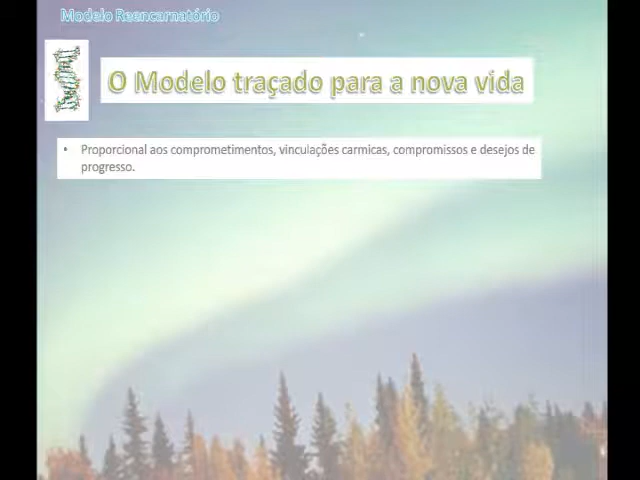 Modelo Reencarnatório
O Modelo traçado para a nova vida
• Proporcional aos comprometimentos, vinculações carmicas, compromissos e desejos de
progresso.